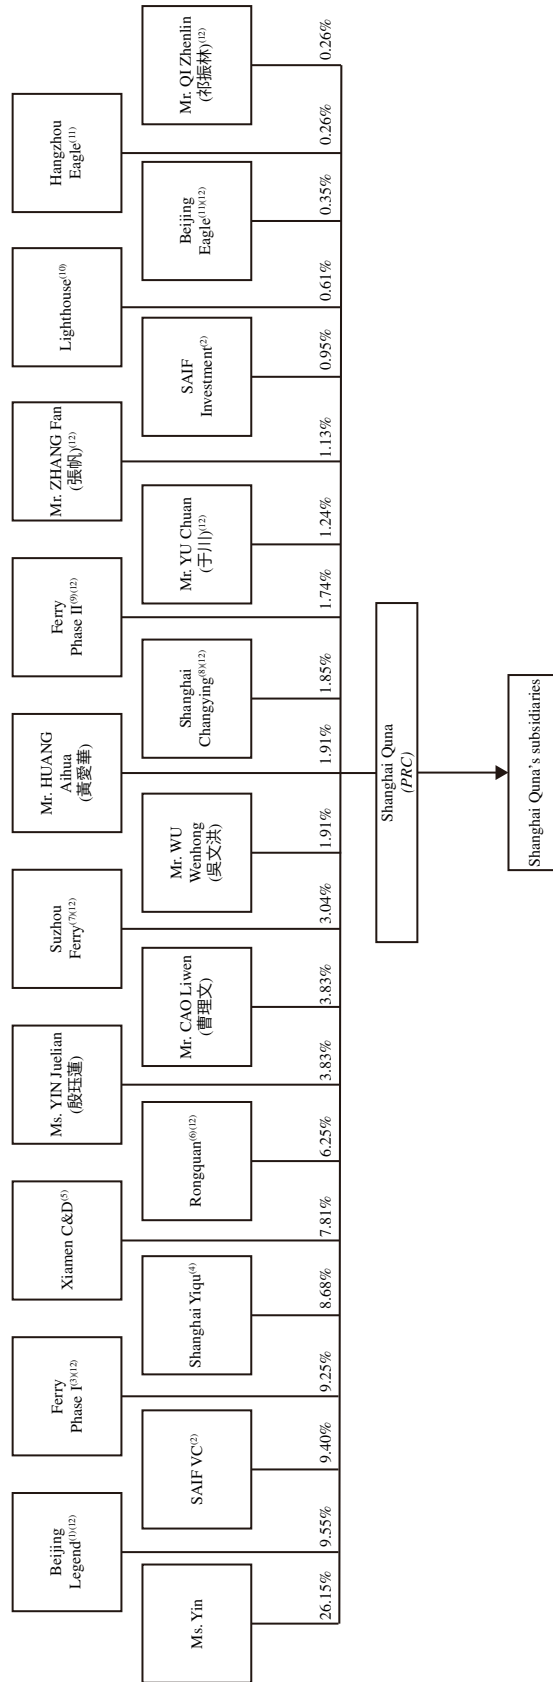 Beijing
Legend(1)(12)
Ferry
Phase I(3)(12)
Xiamen C&D(5)
Ms. YIN Juelian
(殷玨蓮)
Suzhou
Ferry(7)(12)
Mr. HUANG
Aihua
(黃愛華)
Ferry
Phase II(9)(12)
Mr. ZHANG Fan
(張帆)(12)
Lighthouse(10)
Hangzhou
Eagle(11)
Ms. Yin
SAIF VC(2)
Shanghai Yiqu(4)
Rongquan(6)(12)
Mr. CAO Liwen
(曹理文)
Mr. WU
Wenhong
(吳文洪)
Shanghai
Changying(8)(12)
Mr. YU Chuan
(于川)(12)
SAIF
Investment(2)
Beijing
Eagle(11)(12)
Mr. QI Zhenlin
(祁振林)(12)
26.15%
9.55%
9.40%
9.25%
8.68%
7.81%
6.25%
3.83%
3.83%
3.04%
1.91%
1.91%
1.85%
1.74%
1.24%
1.13%
0.95%
0.61%
0.35%
0.26%
0.26%
Shanghai Quna
(PRC)
Shanghai Quna's subsidiaries